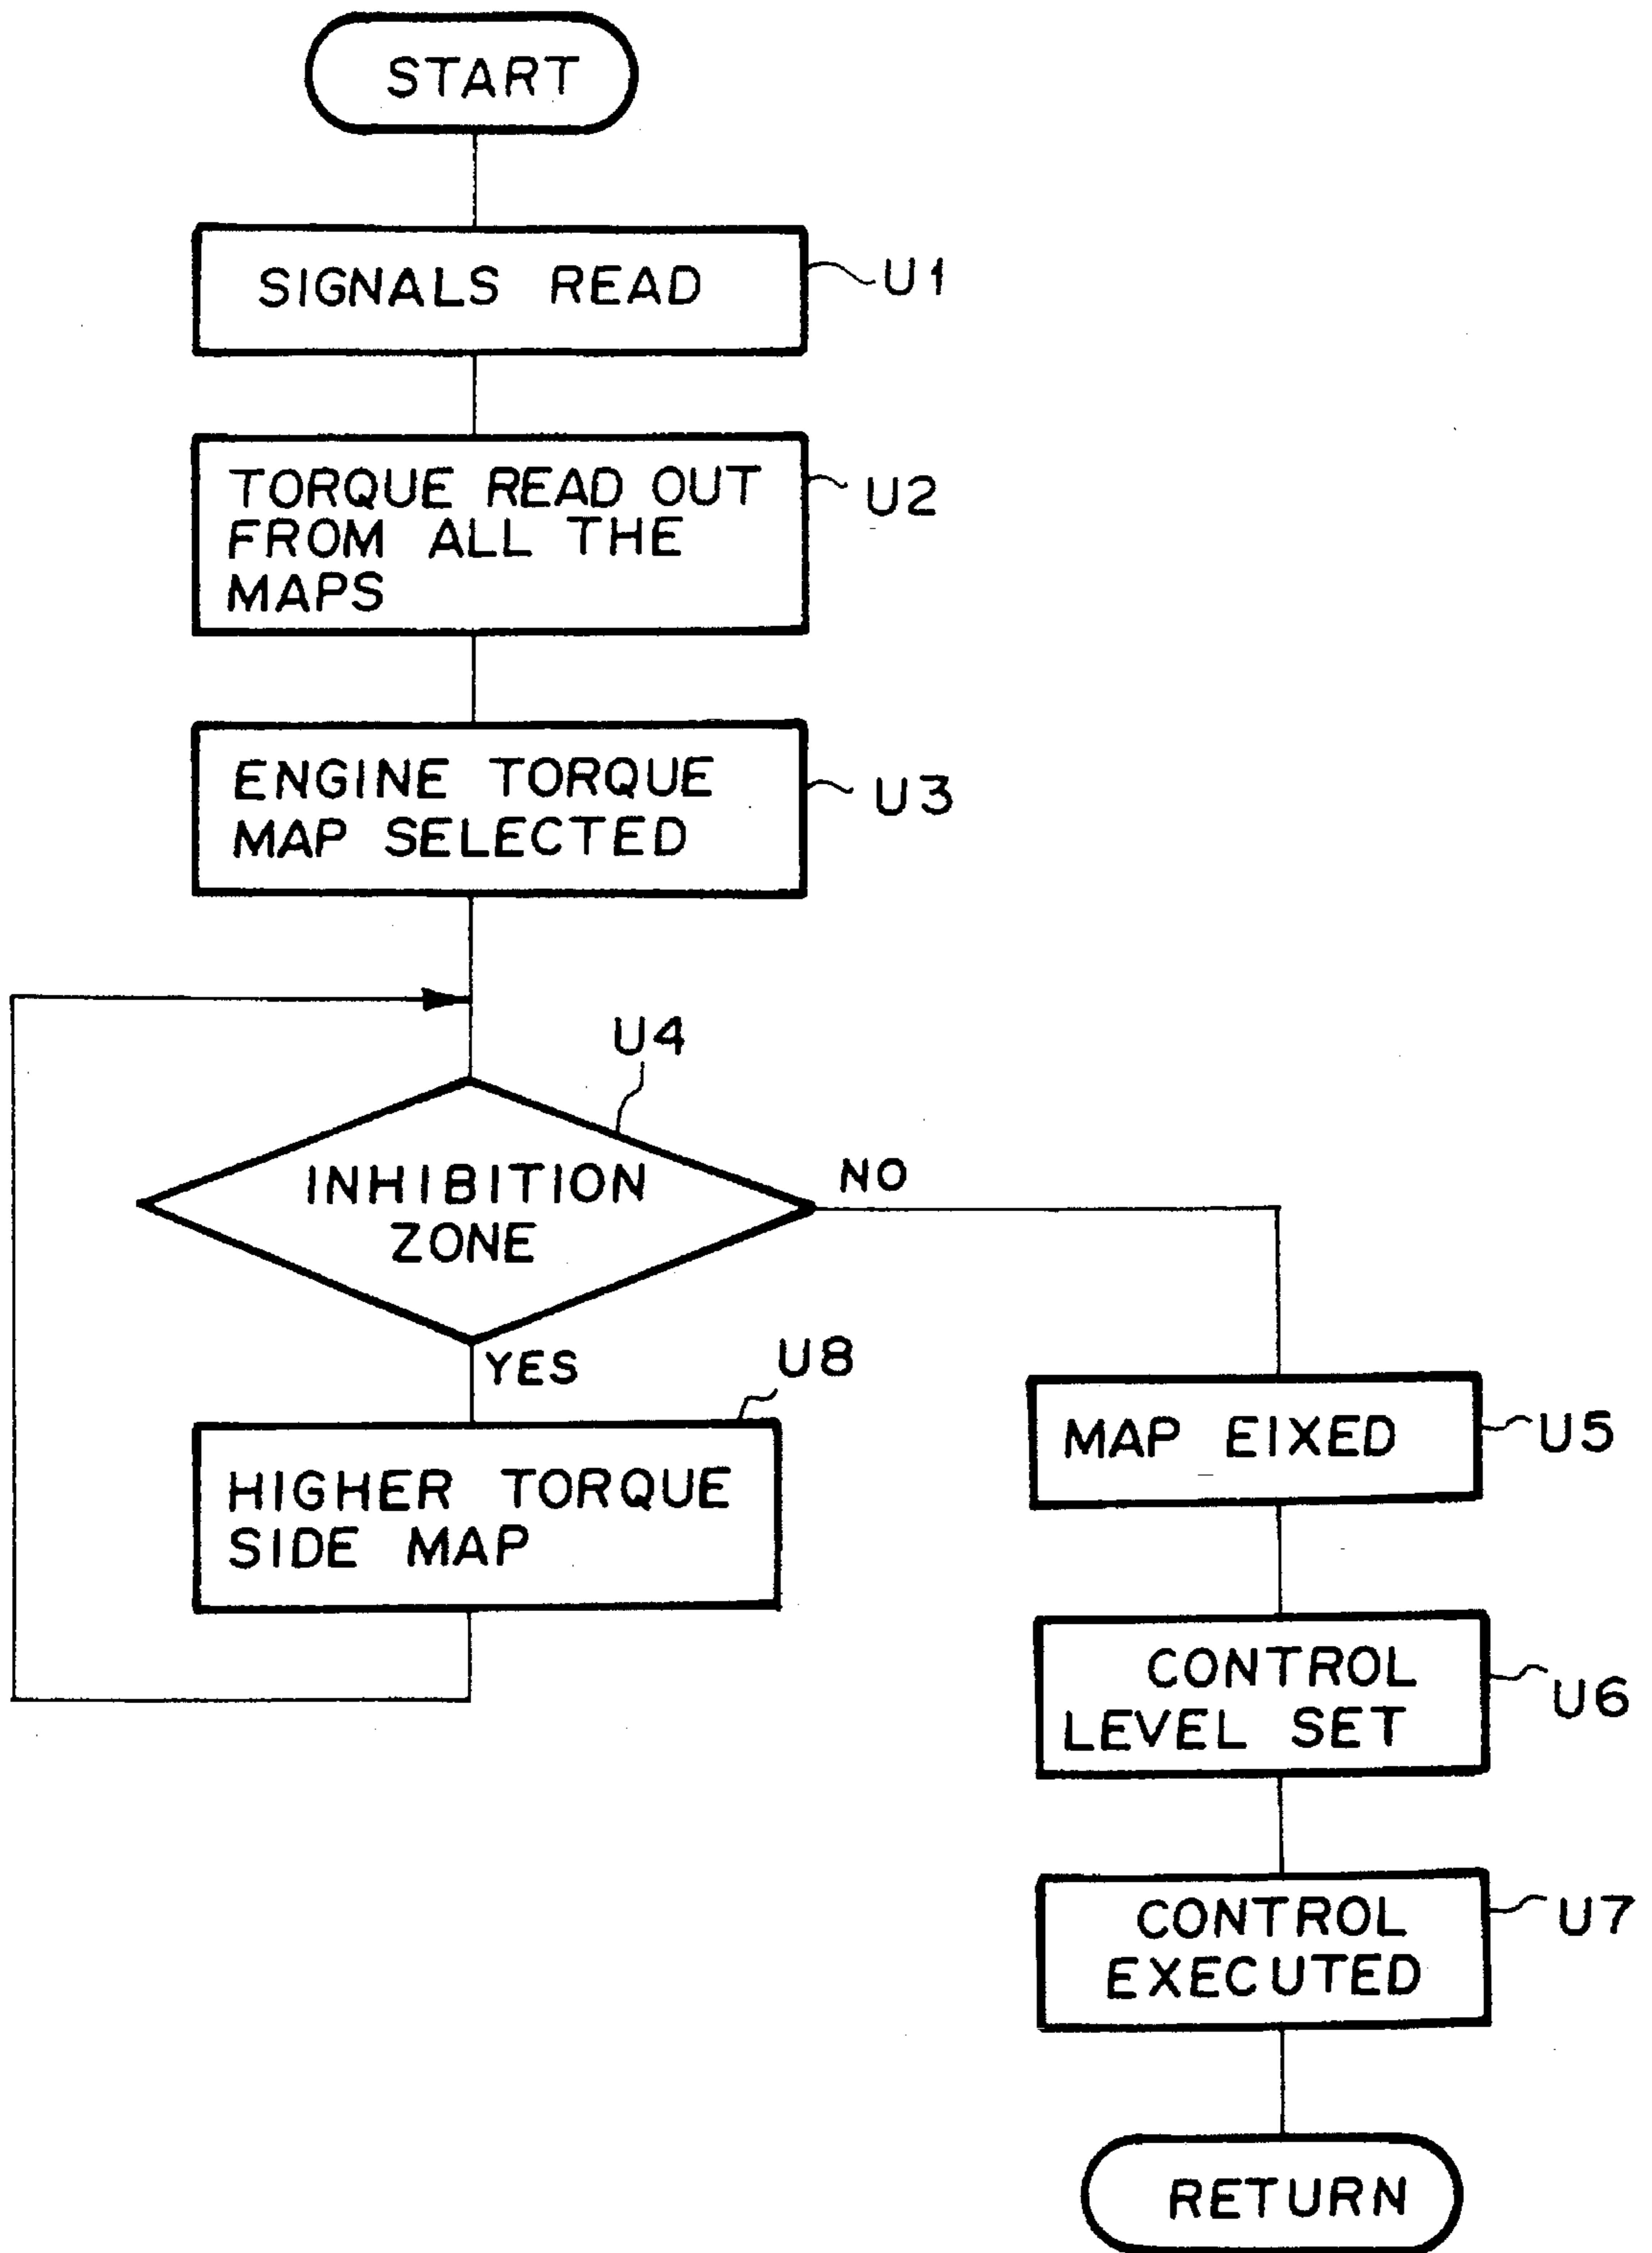 START
SIGNALS READ
U1
TORQUE READ OUT
FROM ALL THE
MAPS
U2
ENGINE TORQUE
MAP SELECTED
U3
U4
INHIBITION
ZONE
NO
YES
U8
HIGHER TORQUE
SIDE MAP
MAP EIXED
U5
CONTROL
LEVEL SET
U6
CONTROL
EXECUTED
U7
RETURN